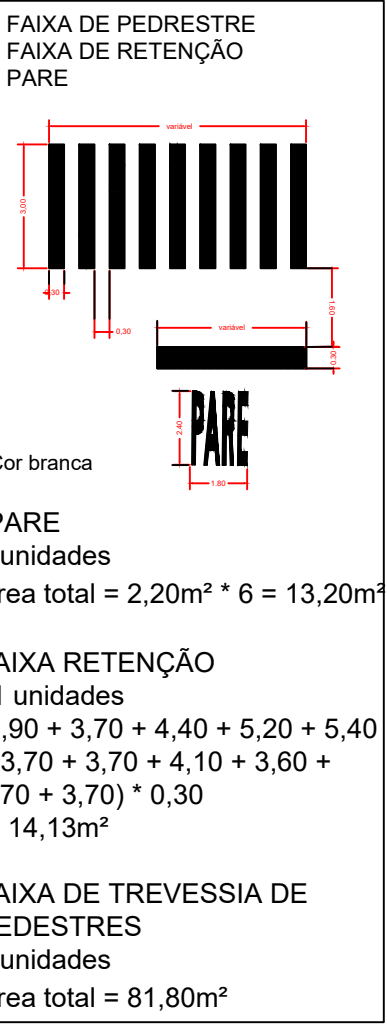 FAIXA DE PEDRESTRE
FAIXA DE RETENÇÃO
PARE
variável
3,00
0,30
0,30
1,60
variável
0,30
2,40
PARE
1,80
Cor branca
PARE
unidades
rea total = 2,20m² * 6 = 13,20m²
AIXA RETENÇÃO
1 unidades
,90 + 3,70 + 4,40 + 5,20 + 5,40
3,70 + 3,70 + 4,10 + 3,60 +
70 + 3,70) * 0,30
14,13m²
AIXA DE TREVESSIA DE
EDESTRES
unidades
rea total = 81,80m²